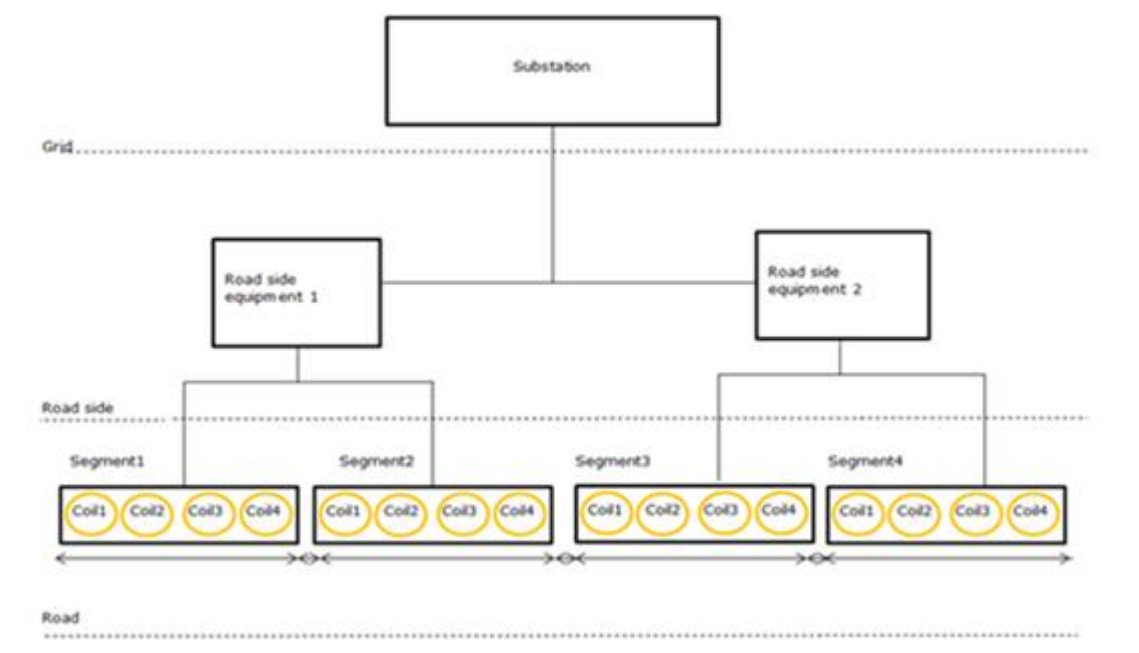 Substation
Grid
Road side
equipment 1
Road side
equipment 2
Road side
Segment1
Segment2
Segment3
Segment4
Coil1 Coil2 Coil3 Coil4
Coil1 Coil2 Coil3 Coil4
Coil1 Coil2 Coil3 Coil4
Coil1 Coil2 Coil3 Coil4
Road